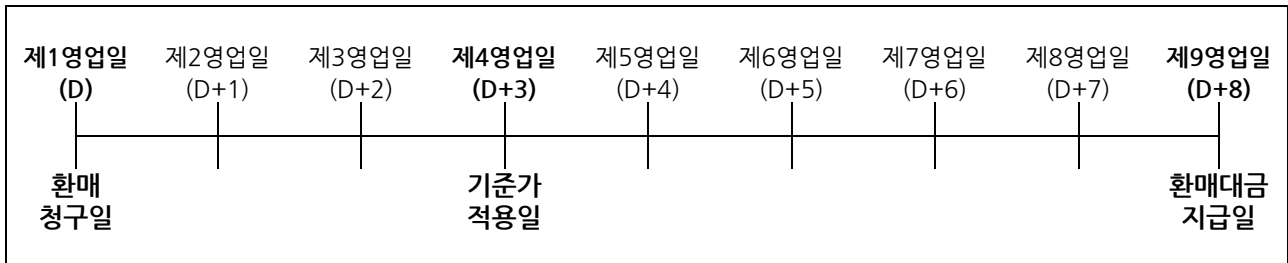 제1영업일 제2영업일 제3영업일 제4영업일 제5영업일 제6영업일 제7영업일 제8영업일 제9영업일
(D) (D+1) (D+2) (D+3) (D+4) (D+5) (D+6) (D+7) (D+8)
환매 기준가 환매대금
청구일 적용일 지급일